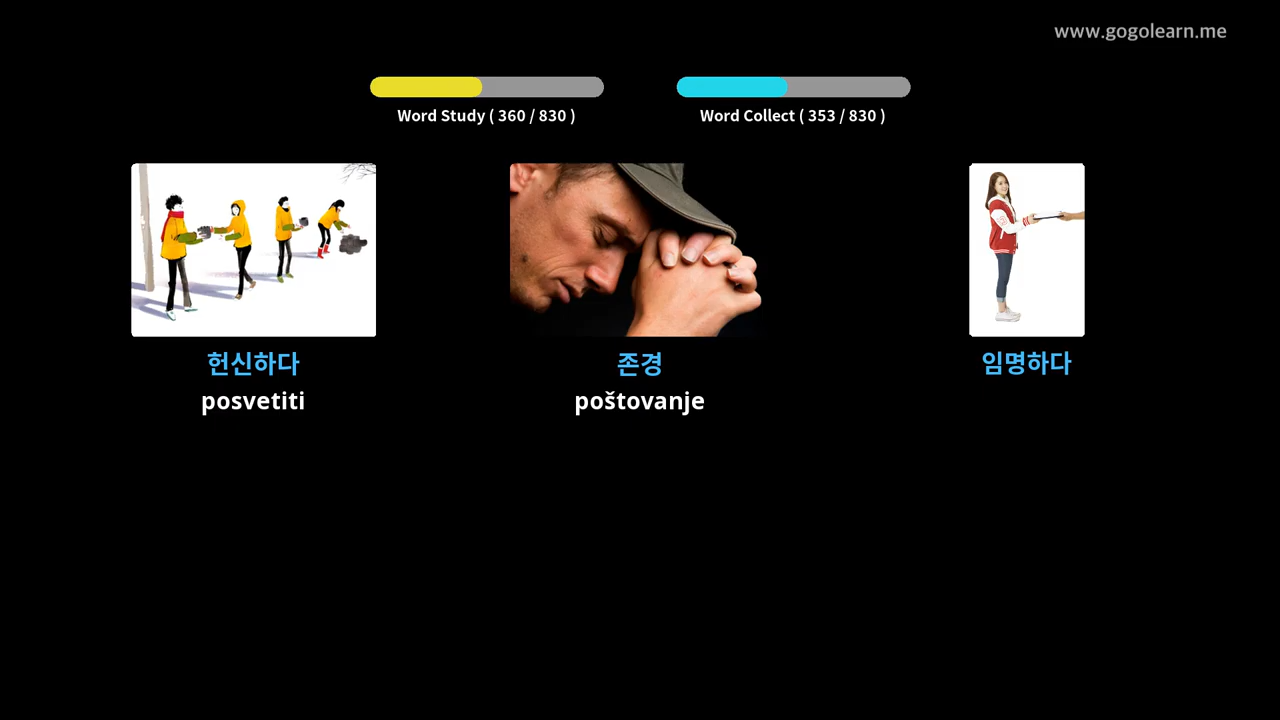 www.gogolearn.me
Word Study ( 360 / 830 )
Word Collect ( 353 / 830 )
헌신하다
존경
임명하다
posvetiti
poštovanje